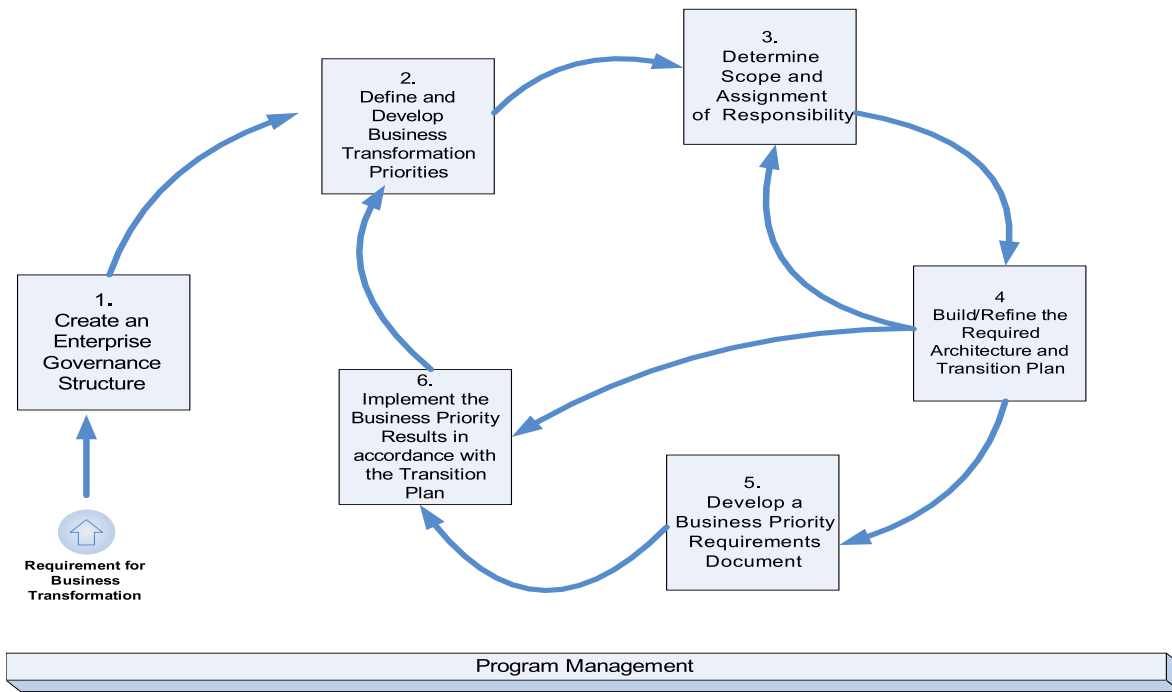 1.
Create an
Enterprise
Governance
Structure
Requirement for
Business
Transformation
2.
Define and
Develop
Business
Transformation
Priorities
3.
Determine
Scope and
Assignment
of Responsibility
4
Build/Refine the
Required
Architecture and
Transition Plan
5.
Develop a
Business Priority
Requirements
Document
6.
Implement the
Business Priority
Results in
accordance with
the Transition
Plan
Program Management